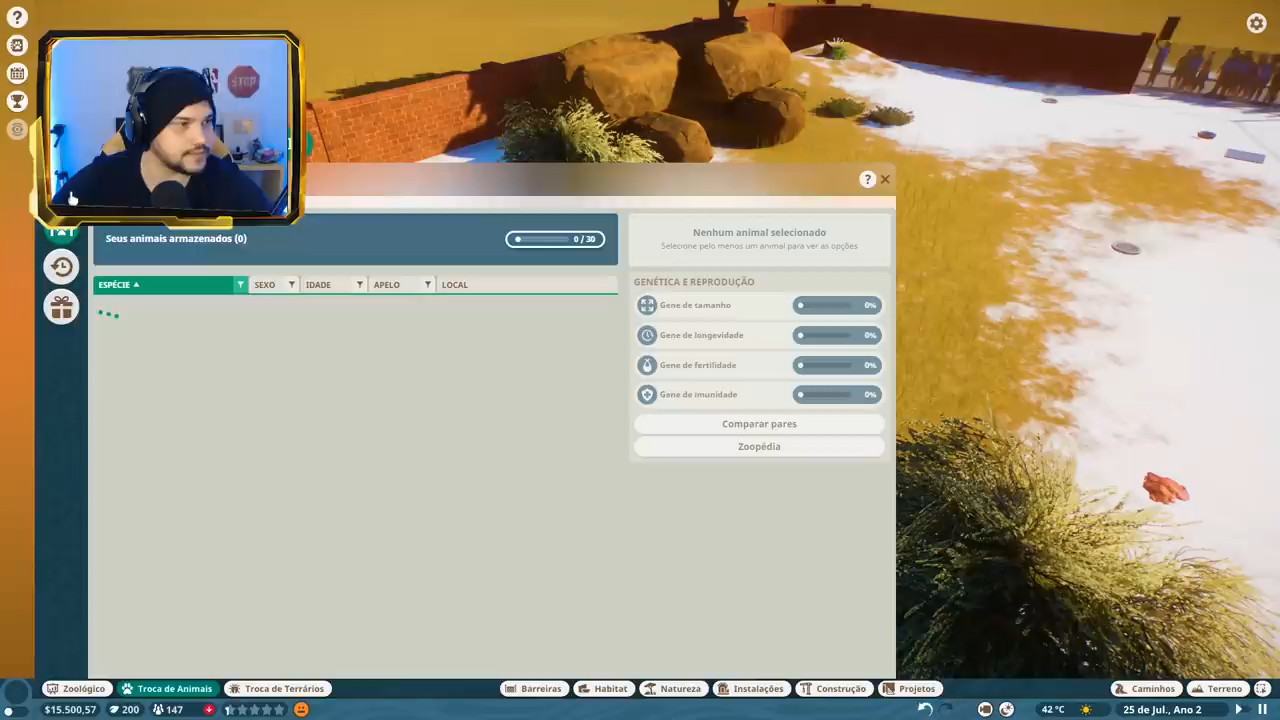 STOP
Seus animais armazenados (0)
0 / 30
Nenhum animal selecionado
Selecione pelo menos um animal para ver as opções
ESPÉCIE
SEXO
IDADE
APELO
LOCAL
GENÉTICA E REPRODUÇÃO
Gene de tamanho
0%
Gene de longevidade
0%
Gene de fertilidade
0%
Gene de imunidade
0%
Comparar pares
Zoopédia
Zoológico
Troca de Animais
Troca de Terrários
Barreiras
Habitat
Natureza
Instalações
Construção
Projetos
Caminhos
Terreno
$15.500,57
200
147
42 °C
25 de Jul., Ano 2